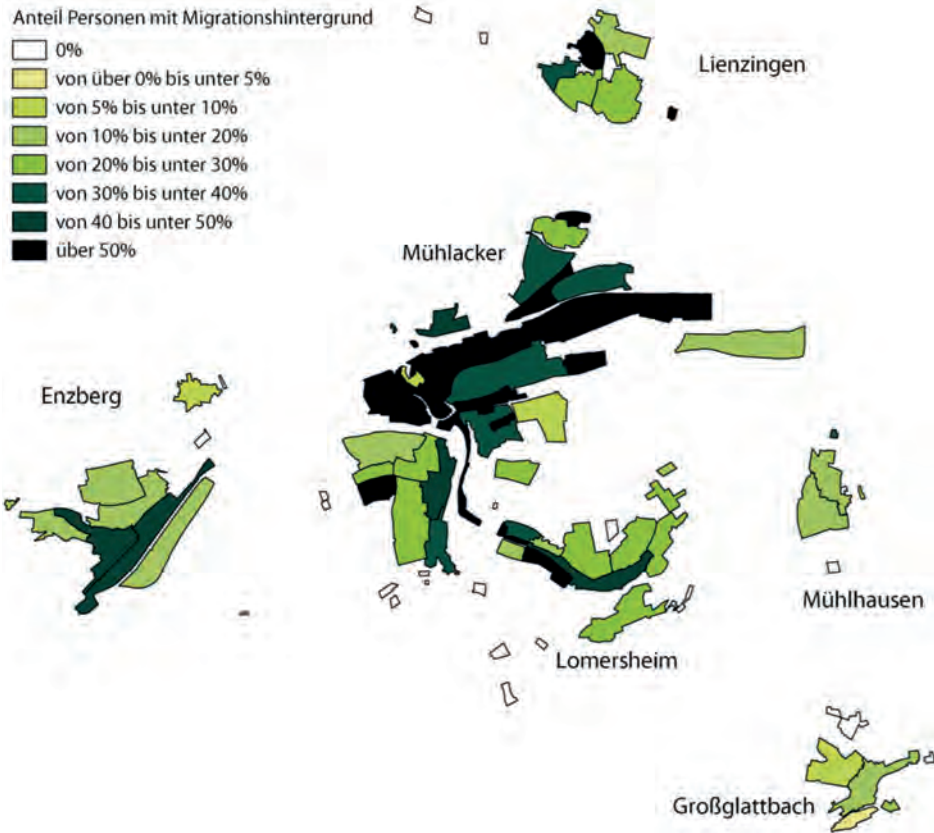 Anteil Personen mit Migrationshintergrund
0%
von über 0% bis unter 5%
von 5% bis unter 10%
von 10% bis unter 20%
von 20% bis unter 30%
von 30% bis unter 40%
von 40 bis unter 50%
über 50%
Lienzingen
Mühlacker
Enzberg
Mühlhausen
Lomersheim
Großglattbach